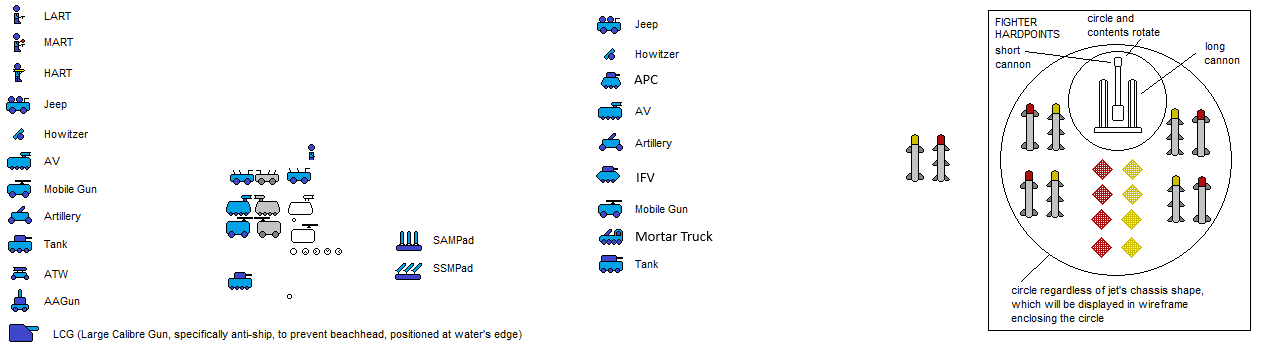 LART
MART
HART
Jeep
Howitzer
AV
Mobile Gun
Artillery
Tank
ATW
AAGun
LCG (Large Calibre Gun, specifically anti-ship, to prevent beachhead, positioned at water's edge)
SAMPad
SSMPad
Jeep
Howitzer
APC
AV
Artillery
IFV
Mobile Gun
Mortar Truck
Tank
FIGHTER
HARDPOINTS
circle and
contents rotate
short
cannon
long
cannon
circle regardless of jet's chassis shape,
which will be displayed in wireframe
enclosing the circle